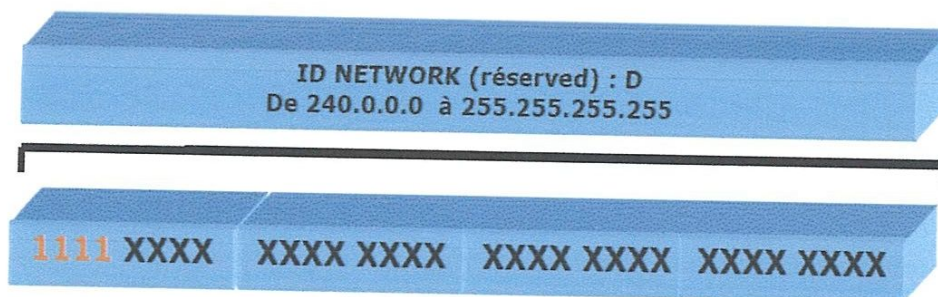 ID NETWORK (réserved) : D
De 240.0.0.0 à 255.255.255.255
1111 XXXX XXXX XXXX XXXX XXXX XXXX XXXX